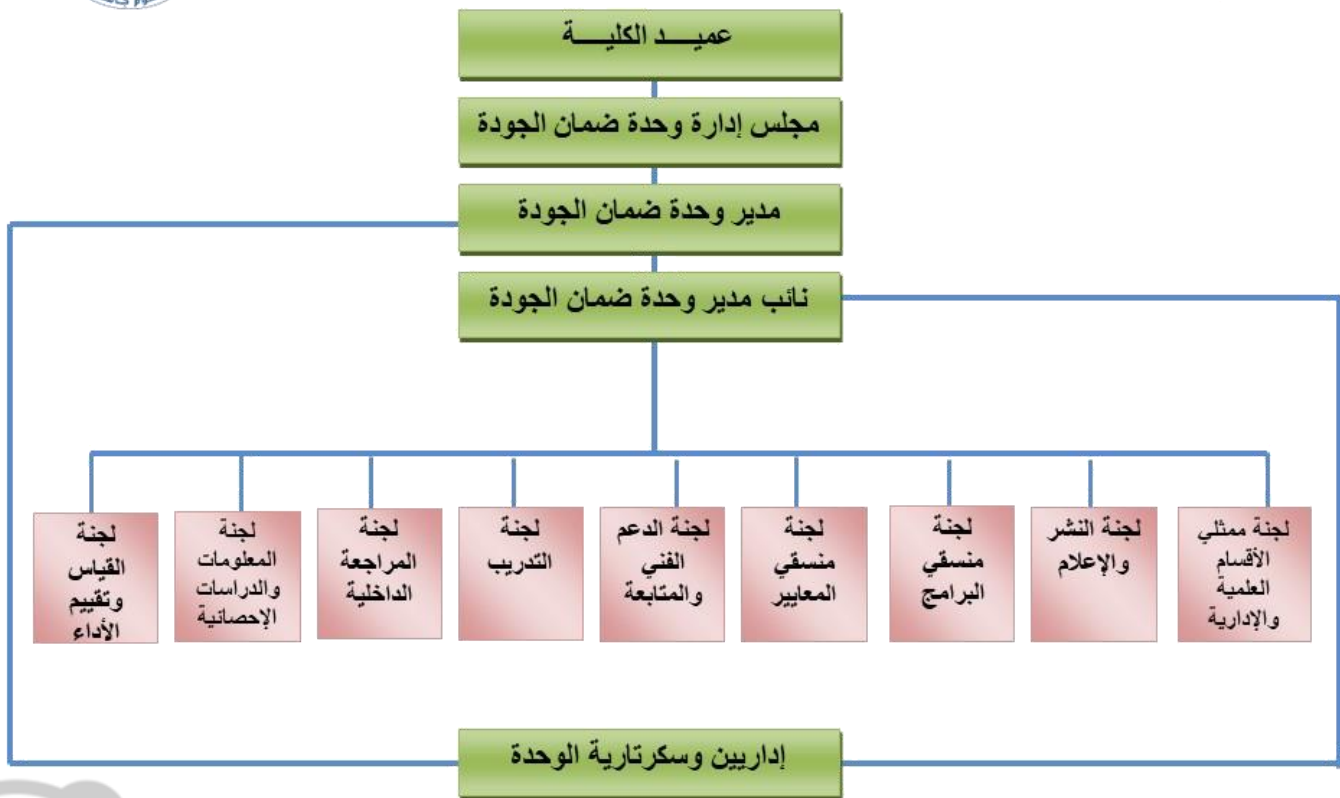 عميـــد الكليـــة
مجلس إدارة وحدة ضمان الجودة
مدير وحدة ضمان الجودة
نائب مدير وحدة ضمان الجودة
لجنة ممثلي
الأقسام
العلمية
والإدارية
لجنة النشر
والإعلام
لجنة
منسقي
البرامج
لجنة
منسقي
المعايير
لجنة الدعم
الفني
والمتابعة
لجنة
التدريب
لجنة
المراجعة
الداخلية
لجنة
المعلومات
والدراسات
الإحصائية
لجنة
القياس
وتقييم
الأداء
إداريين وسكرتارية الوحدة